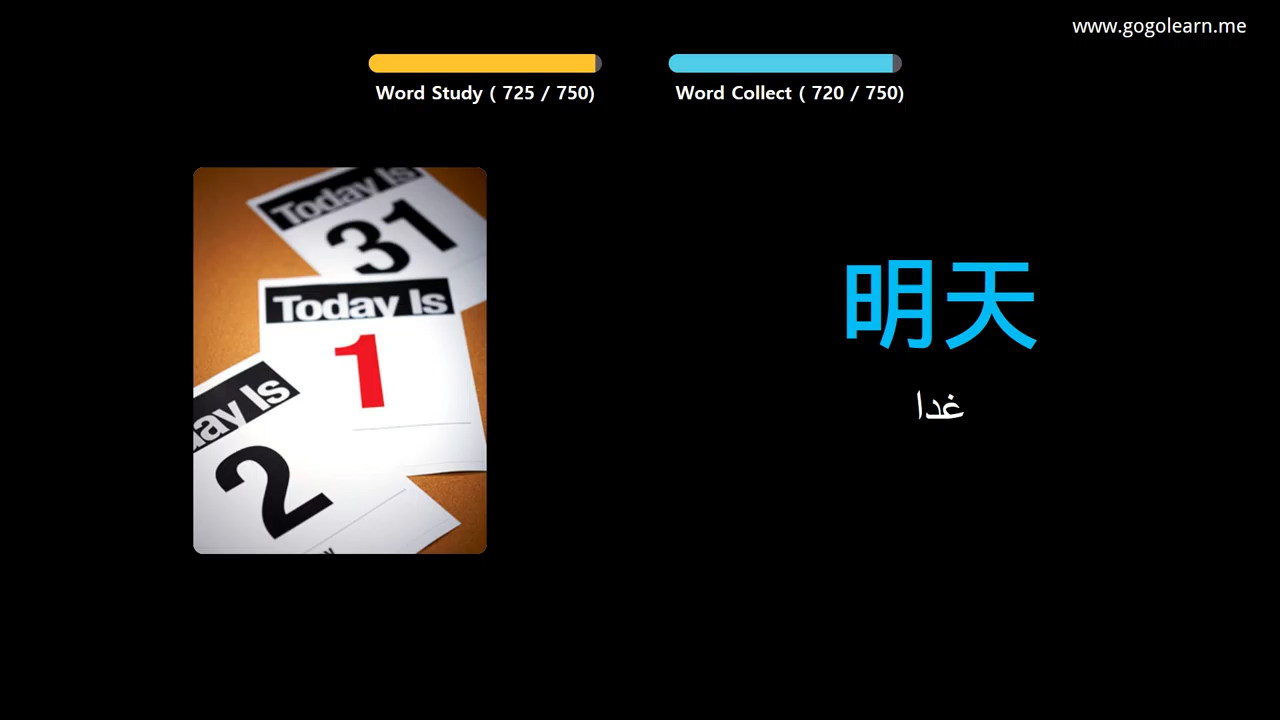 www.gogolearn.me
Word Study ( 725 / 750)
Word Collect ( 720 / 750)
Today Is
31
Today Is
1
ay Is
2
明天
غدا